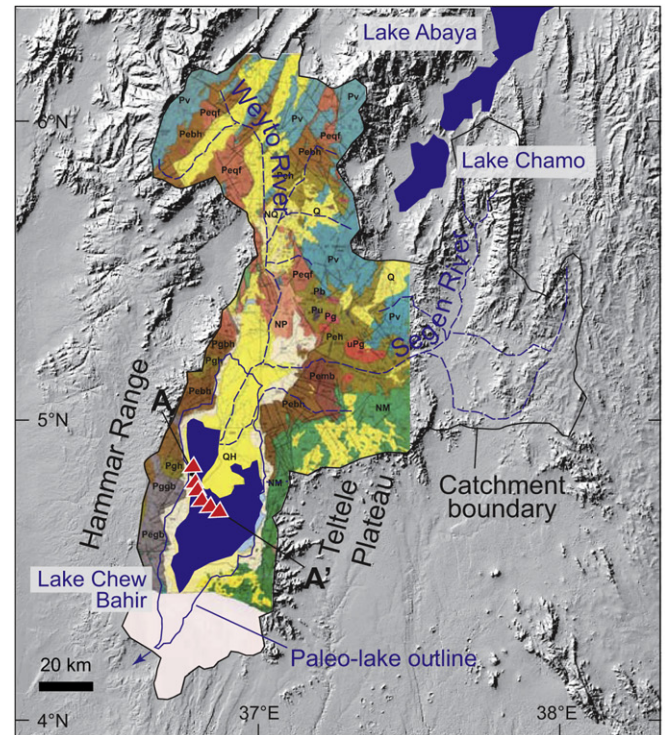 Lake Abaya
Pv
Pv
Peqf
Weyto River
Pv
Peqf
6°N
Pebh
Pebh
Lake Chamo
Peqf
NQ
Q
Pv
Q
Peqf
Pb
Pu
Pg
Pv
Segen River
NP
Peh
uPg
Pgbh
Pgh
Pemb
Pebh
Pebh
NM
A
5°N
Hammar Range
QH
Pgh
Catchment
boundary
Pggb
NM
Teltele
Plateau
Pegb
A'
Lake Chew
Bahir
Paleo-lake outline
20 km
4°N
37°E
38°E